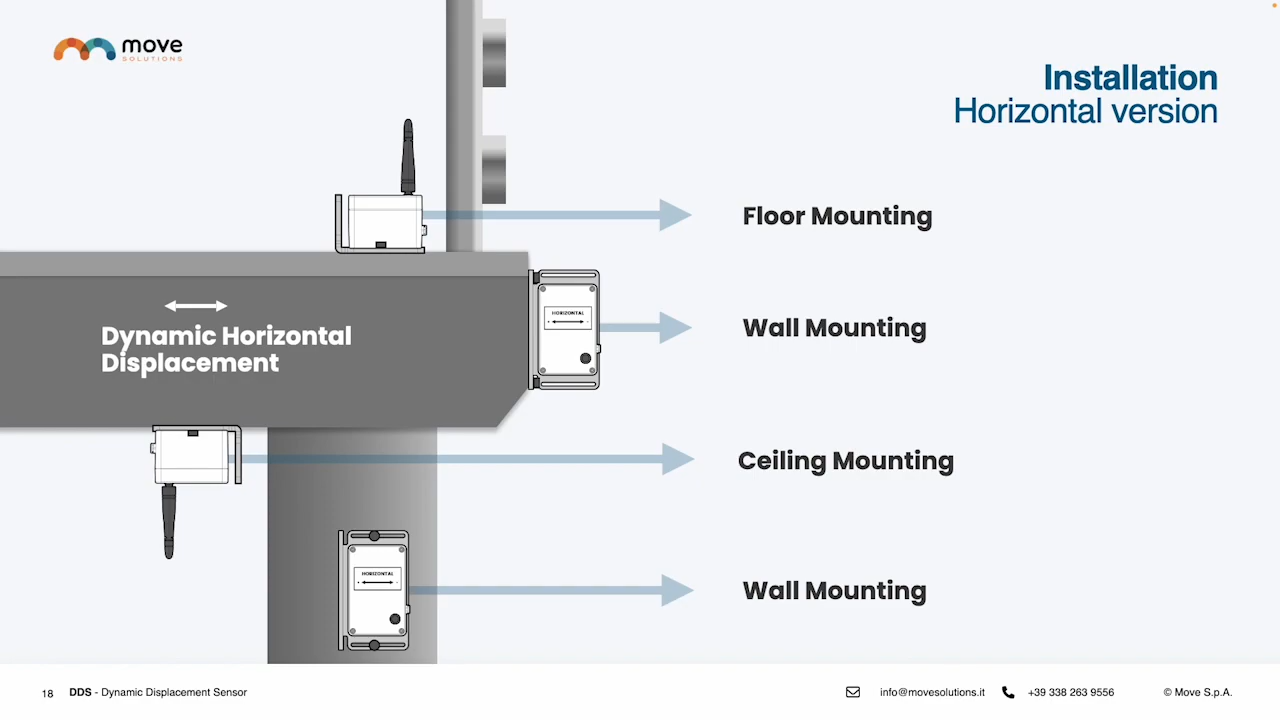 move
SOLUTIONS
Installation
Horizontal version
Floor Mounting
HORIZONTAL
Wall Mounting
Dynamic Horizontal
Displacement
Ceiling Mounting
HORIZONTAL
Wall Mounting
18 DDS - Dynamic Displacement Sensor
info@movesolutions.it +39 338 263 9556 © Move S.p.A.